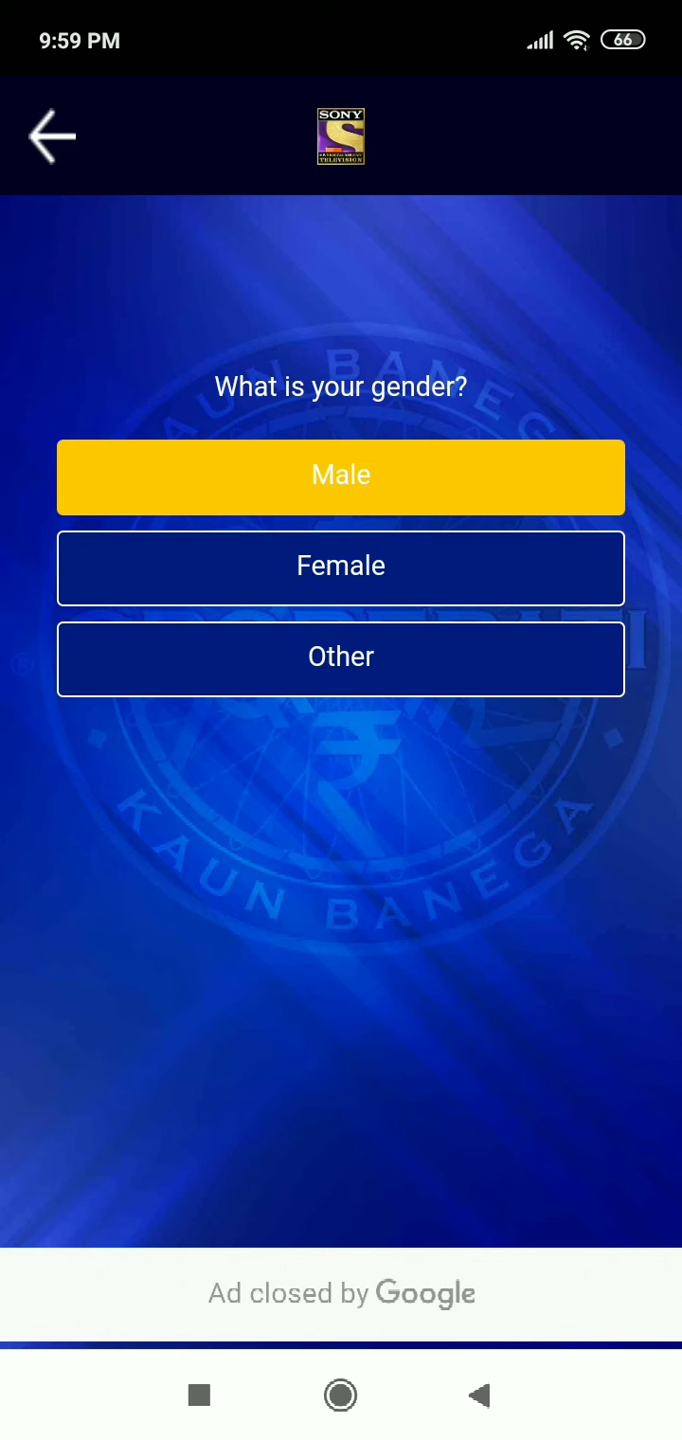 9:59 PM
66
SONY
TELEVISION
What is your gender?
Male
Female
Other
KAUN BANEGA
®
KAUN BANEGA
Ad closed by Google